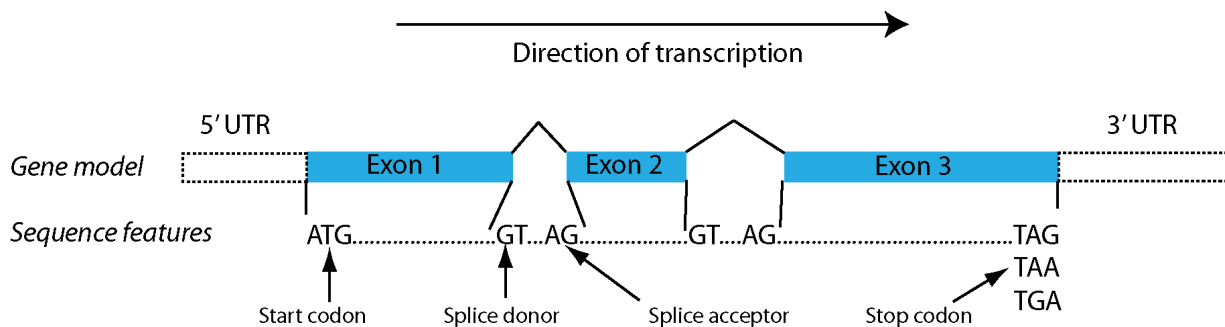 Direction of transcription
5' UTR
3' UTR
Gene model
Exon 1
Exon 2
Exon 3
Sequence features
ATG......................GT...AG................GT....AG.....................................TAG
TAA
TGA
Start codon
Splice donor
Splice acceptor
Stop codon